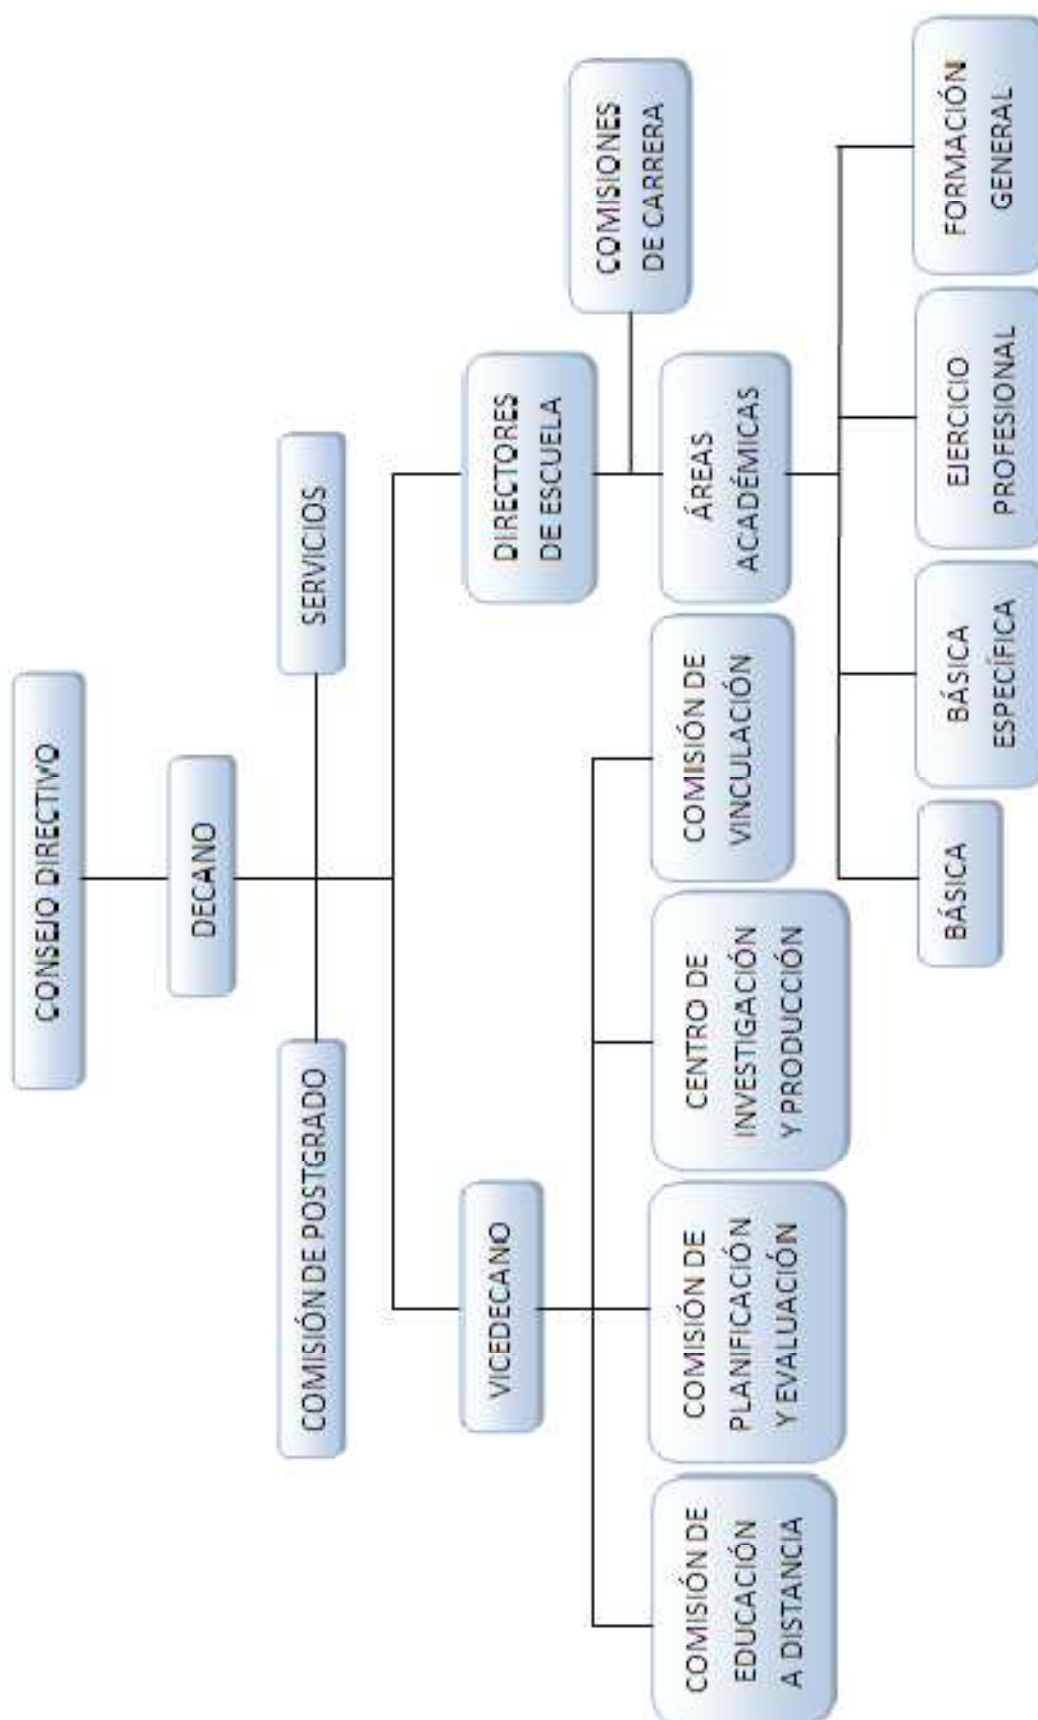 CONSEJO DIRECTIVO
DECANO
COMISIÓN DE POSTGRADO
SERVICIOS
VICEDECANO
DIRECTORES
DE ESCUELA
COMISIONES
DE CARRERA
COMISIÓN DE
EDUCACIÓN
A DISTANCIA
COMISIÓN DE
PLANIFICACIÓN
Y EVALUACIÓN
CENTRO DE
INVESTIGACIÓN
Y PRODUCCIÓN
COMISIÓN DE
VINCULACIÓN
ÁREAS
ACADÉMICAS
BÁSICA
BÁSICA
ESPECÍFICA
EJERCICIO
PROFESIONAL
FORMACIÓN
GENERAL